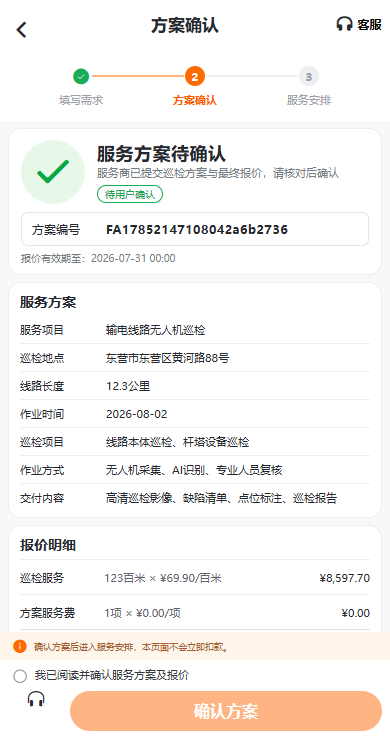 方案确认
客服
2
3
填写需求
方案确认
服务安排
服务方案待确认
服务商已提交巡检方案与最终报价，请核对后确认
待用户确认
方案编号 FA17852147108042a6b2736
报价有效期至：2026-07-31 00:00
服务方案
服务项目 输电线路无人机巡检
巡检地点 东营市东营区黄河路88号
线路长度 12.3公里
作业时间 2026-08-02
巡检项目 线路本体巡检、杆塔设备巡检
作业方式 无人机采集、AI识别、专业人员复核
交付内容 高清巡检影像、缺陷清单、点位标注、巡检报告
报价明细
巡检服务 123百米 × ¥69.90/百米 ¥8,597.70
方案服务费 1项 × ¥0.00/项 ¥0.00
确认方案后进入服务安排，本页面不会立即扣款。
我已阅读并确认服务方案及报价
确认方案